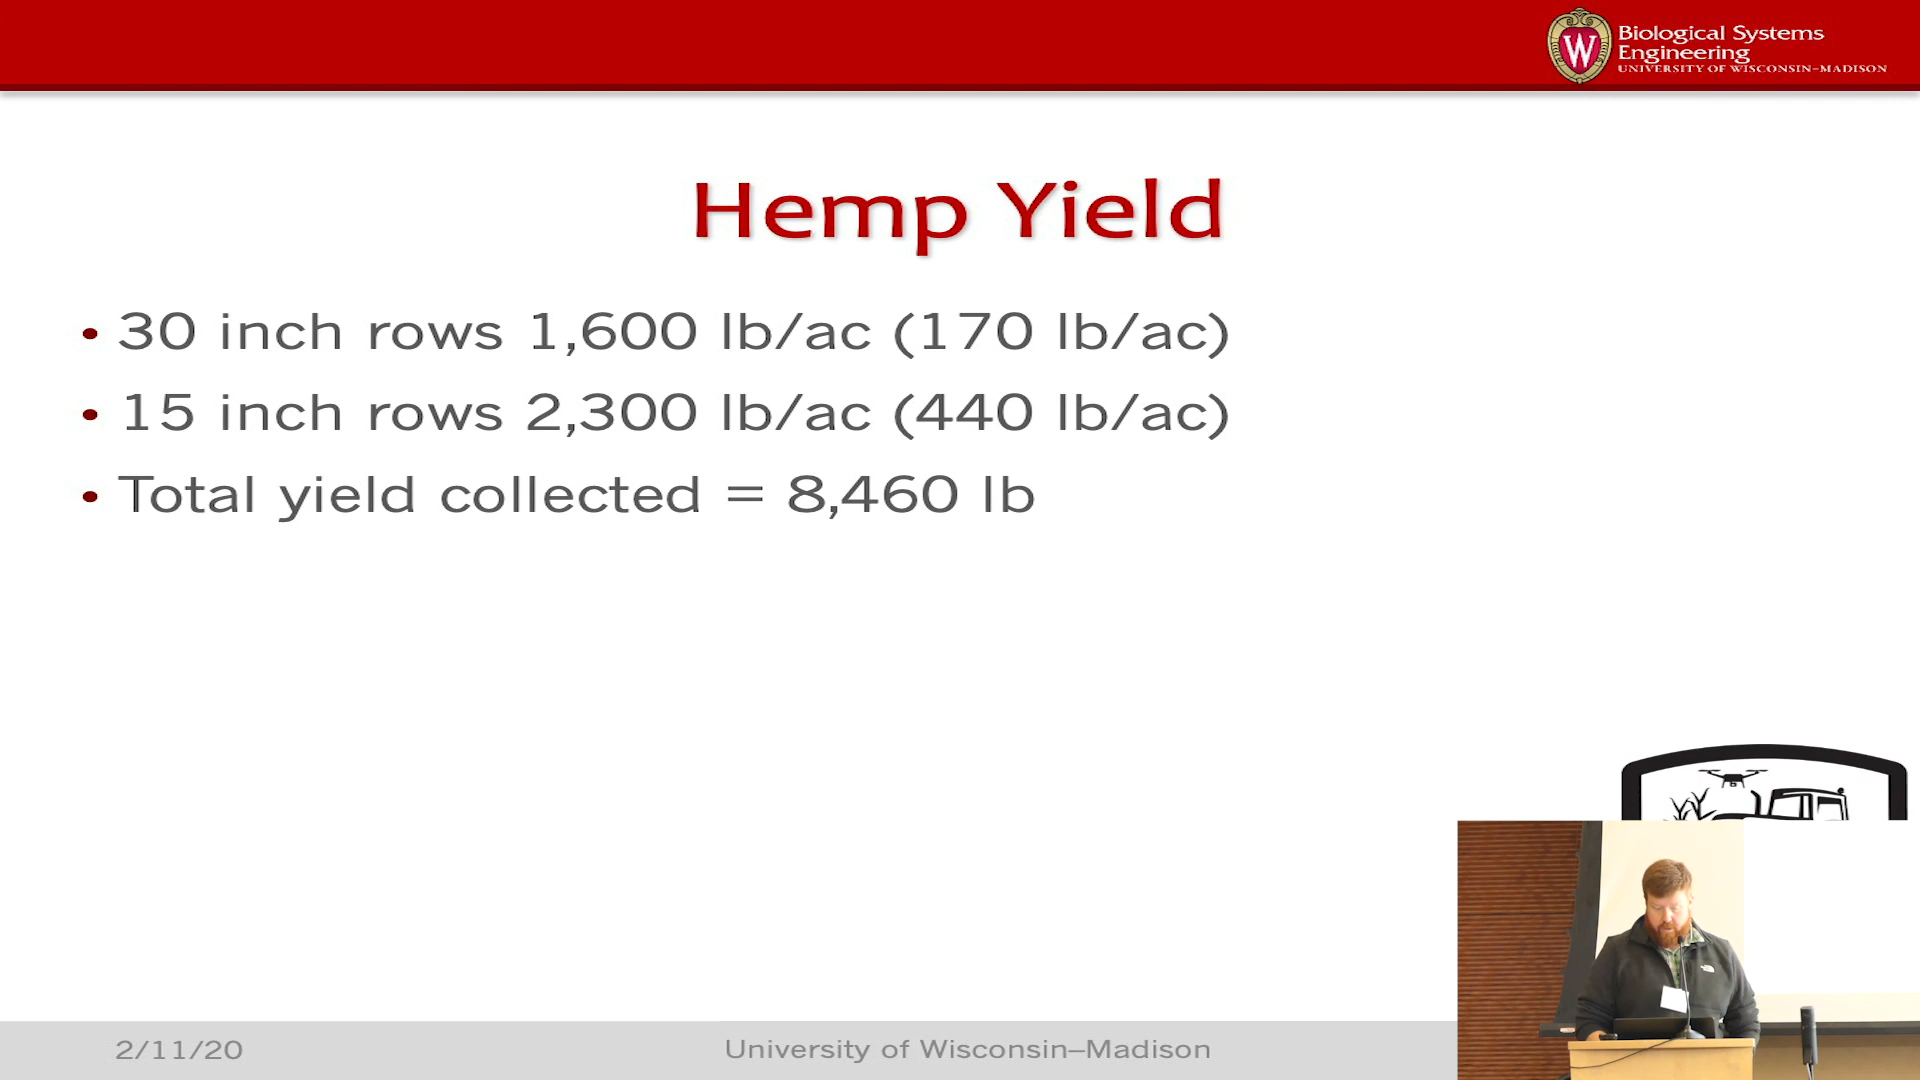 Biological Systems
Engineering
UNIVERSITY OF WISCONSIN–MADISON
W
Hemp Yield
• 30 inch rows 1,600 lb/ac (170 lb/ac)
• 15 inch rows 2,300 lb/ac (440 lb/ac)
• Total yield collected = 8,460 lb
2/11/20
University of Wisconsin–Madison